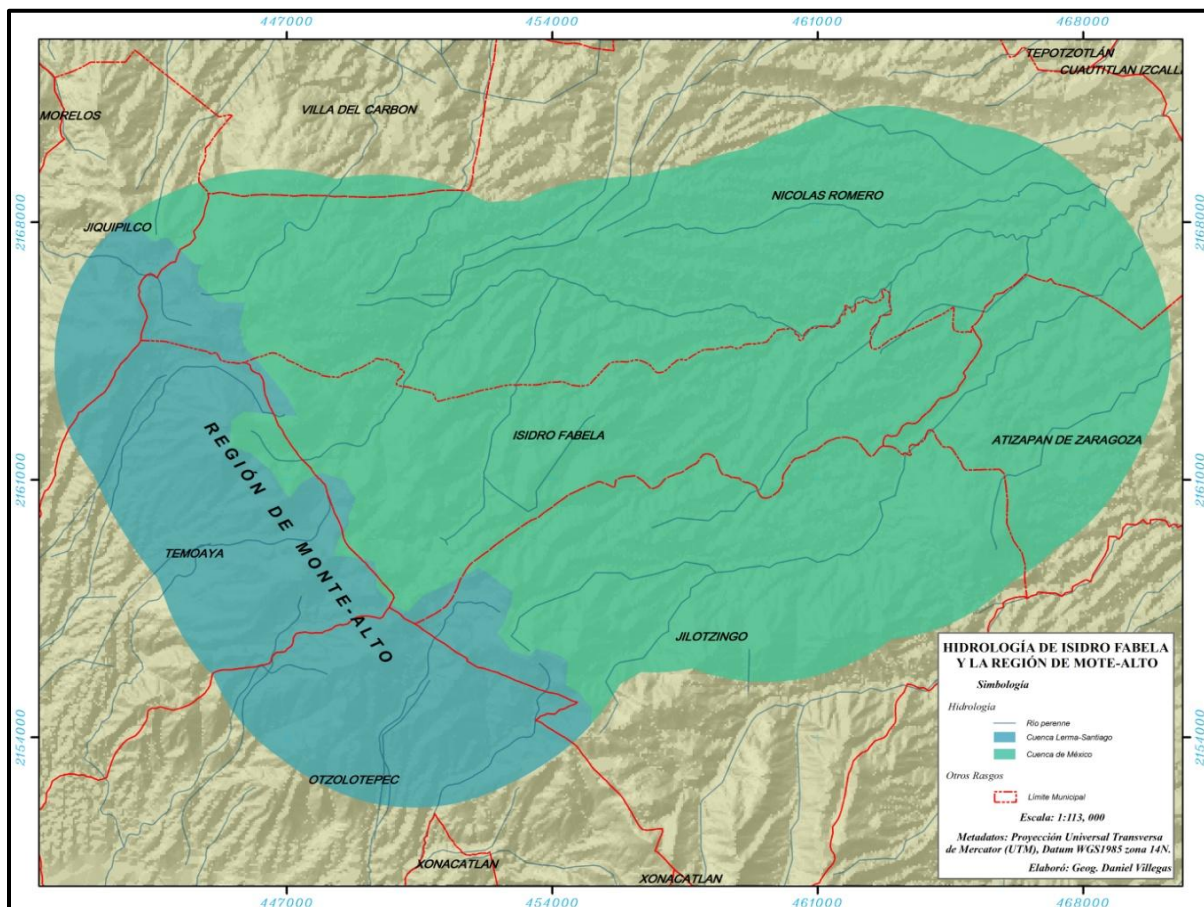 447000
454000
461000
468000
TEPOTZOTLÁN
CUAUTITLAN IZCALLI
MORELOS
VILLA DEL CARBON
NICOLAS ROMERO
JIQUIPILCO
2168000
2168000
ISIDRO FABELA
ATIZAPAN DE ZARAGOZA
REGIÓN DE MONTE-ALTO
2161000
2161000
TEMOAYA
JILOTZINGO
HIDROLOGÍA DE ISIDRO FABELA
Y LA REGIÓN DE MOTE-ALTO
Simbología
Hidrología
Río perenne
Cuenca Lerma-Santiago
Cuenca de México
Otros Rasgos
Límite Municipal
Escala: 1:113, 000
Metadatos: Proyección Universal Transversa
de Mercator (UTM), Datum WGS1985 zona 14N.
Elaboró: Geog. Daniel Villegas
2154000
2154000
OTZOLOTEPEC
XONACATLAN
XONACATLAN
447000
454000
461000
468000